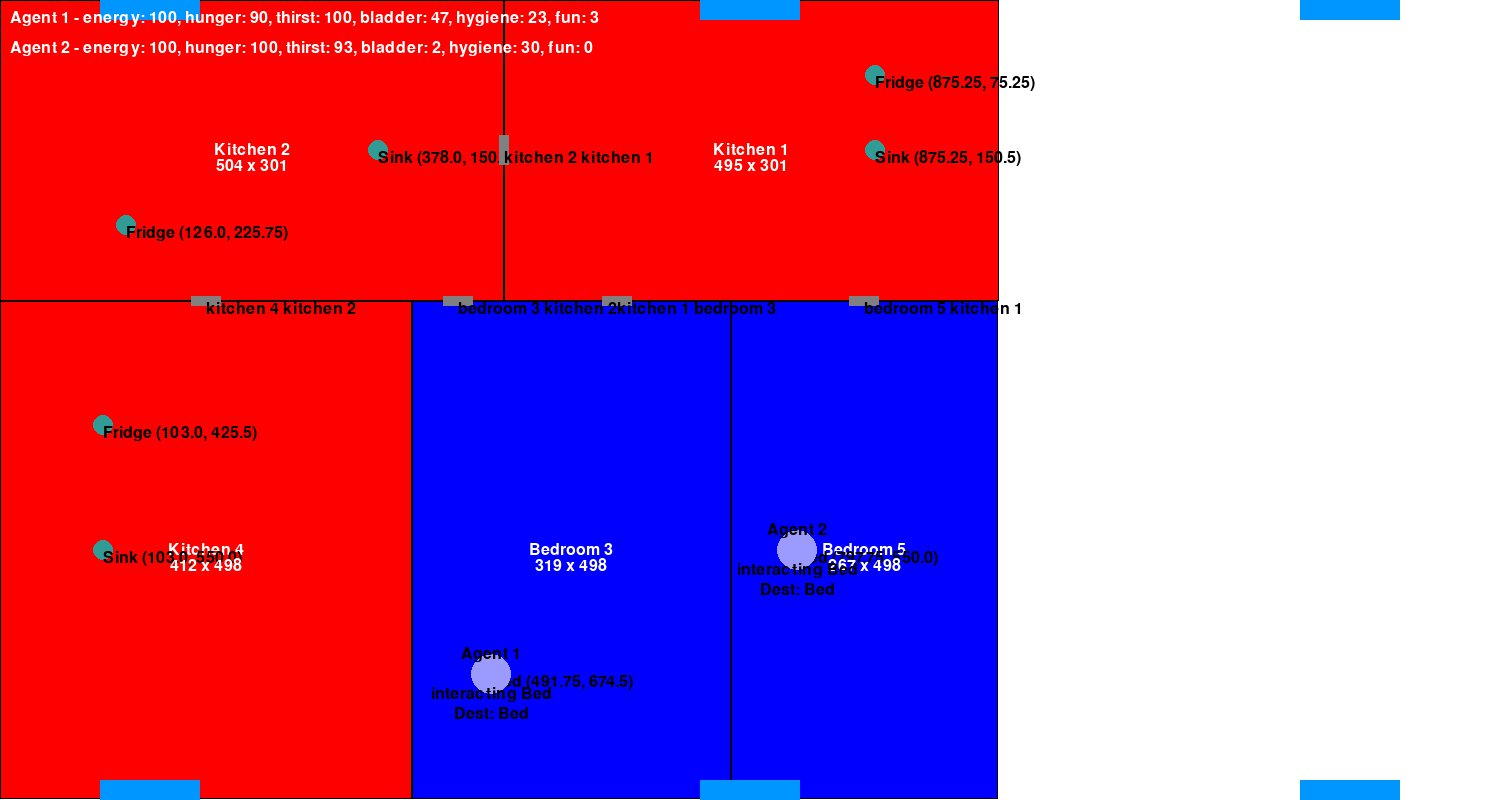 Agent 1 - energy: 100, hunger: 90, thirst: 100, bladder: 47, hygiene: 23, fun: 3
Agent 2 - energy: 100, hunger: 100, thirst: 93, bladder: 2, hygiene: 30, fun: 0
Fridge (875.25, 75.25)
Kitchen 2
504 x 301
Sink (378.0, 150.
kitchen 2 kitchen 1
Kitchen 1
495 x 301
Sink (875.25, 150.5)
Fridge (126.0, 225.75)
kitchen 4 kitchen 2
bedroom 3 kitchen 2
kitchen 1 bedroom 3
bedroom 5 kitchen 1
Fridge (103.0, 425.5)
Sink (103.0, 550.0)
Kitchen 4
412 x 498
Bedroom 3
319 x 498
Agent 2
Bedroom 5
267 x 498
interacting Bed
Dest: Bed
Agent 1
d (491.75, 674.5)
interacting Bed
Dest: Bed